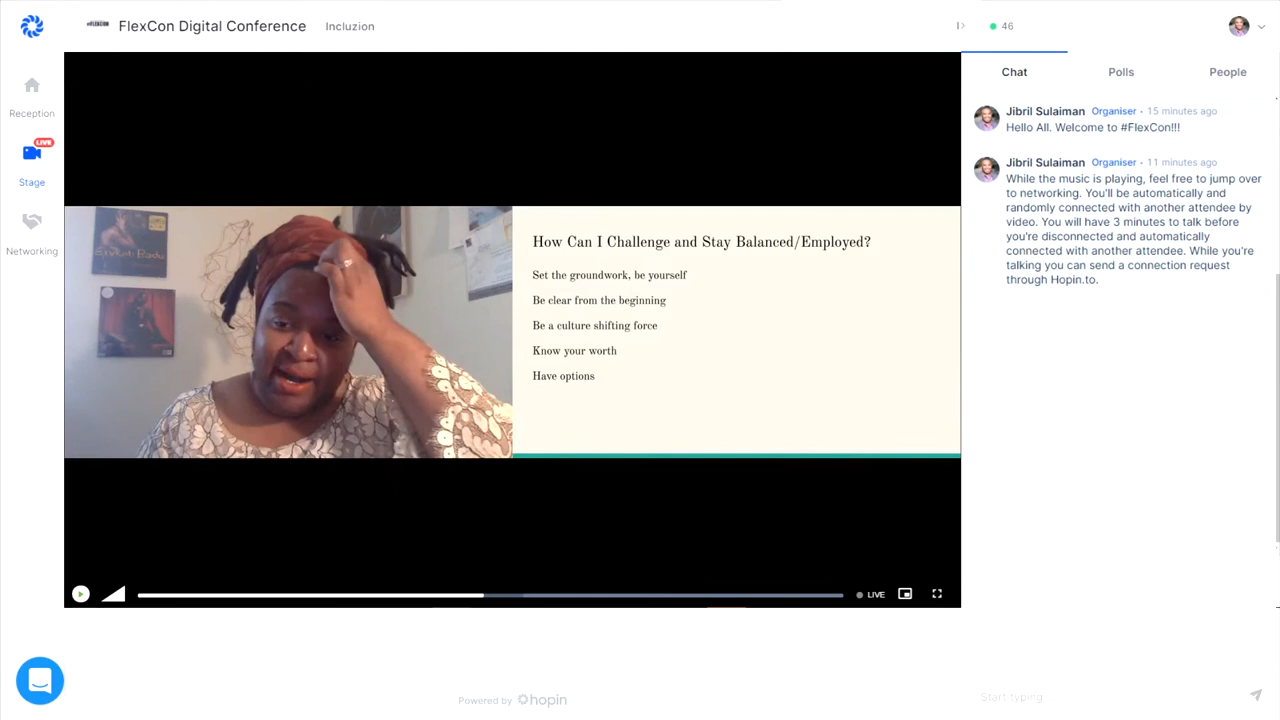 #FLEXCON
FlexCon Digital Conference
Incluzion
46
Reception
LIVE
Stage
Networking
Erykah Badu
How Can I Challenge and Stay Balanced/Employed?
Set the groundwork, be yourself
Be clear from the beginning
Be a culture shifting force
Know your worth
Have options
LIVE
Chat
Polls
People
Jibril Sulaiman Organiser • 15 minutes ago
Hello All. Welcome to #FlexCon!!!
Jibril Sulaiman Organiser • 11 minutes ago
While the music is playing, feel free to jump over
to networking. You'll be automatically and
randomly connected with another attendee by
video. You will have 3 minutes to talk before
you're disconnected and automatically
connected with another attendee. While you're
talking you can send a connection request
through Hopin.to.
Powered by hopin
Start typing...